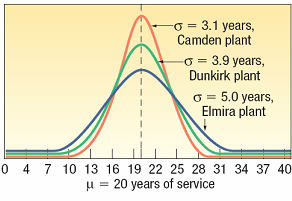 σ = 3.1 years,
Camden plant
σ = 3.9 years,
Dunkirk plant
σ = 5.0 years,
Elmira plant
0 4 7 10 13 16 19 22 25 28 31 34 37 40
μ = 20 years of service